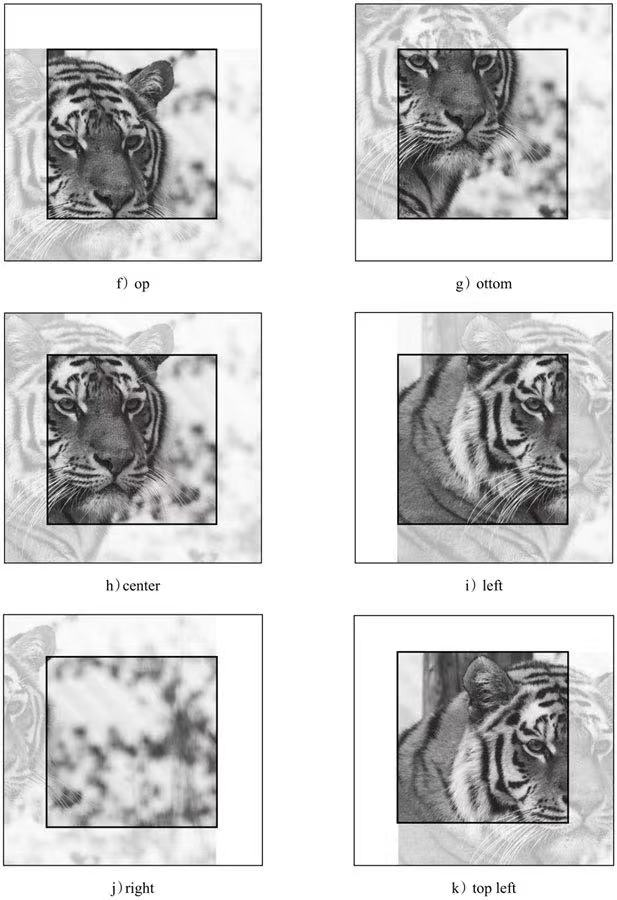 f) op
g) ottom
h)center
i) left
j)right
k) top left